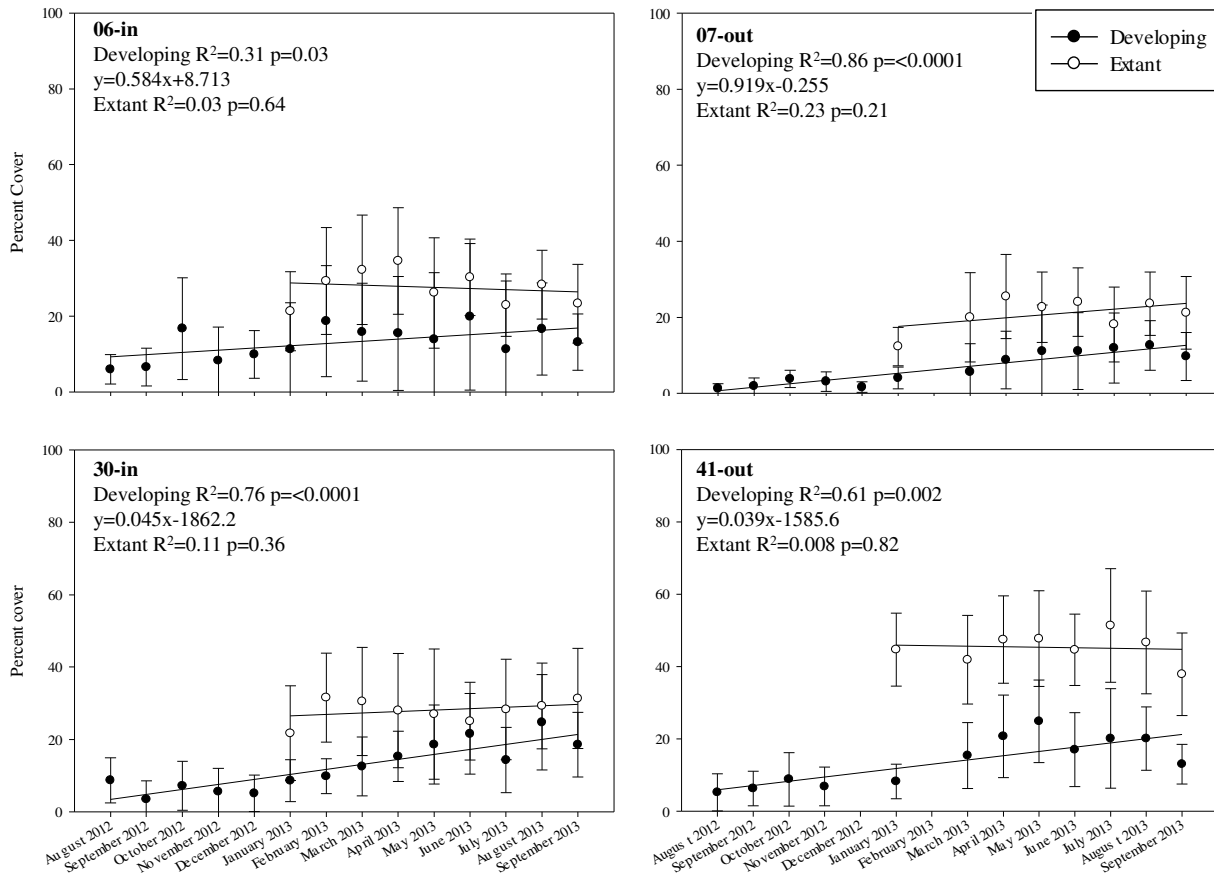 06-in
Developing R²=0.31 p=0.03
y=0.584x+8.713
Extant R²=0.03 p=0.64
07-out
Developing R²=0.86 p=<0.0001
y=0.919x-0.255
Extant R²=0.23 p=0.21
Developing
Extant
Percent Cover
100
80
60
40
20
0
100
80
60
40
20
0
30-in
Developing R²=0.76 p=<0.0001
y=0.045x-1862.2
Extant R²=0.11 p=0.36
41-out
Developing R²=0.61 p=0.002
y=0.039x-1585.6
Extant R²=0.008 p=0.82
Percent cover
100
80
60
40
20
0
100
80
60
40
20
0
August 2012
September 2012
October 2012
November 2012
December 2012
January 2013
February 2013
March 2013
April 2013
May 2013
June 2013
July 2013
August 2013
September 2013
August 2012
September 2012
October 2012
November 2012
December 2012
January 2013
February 2013
March 2013
April 2013
May 2013
June 2013
July 2013
August 2013
September 2013